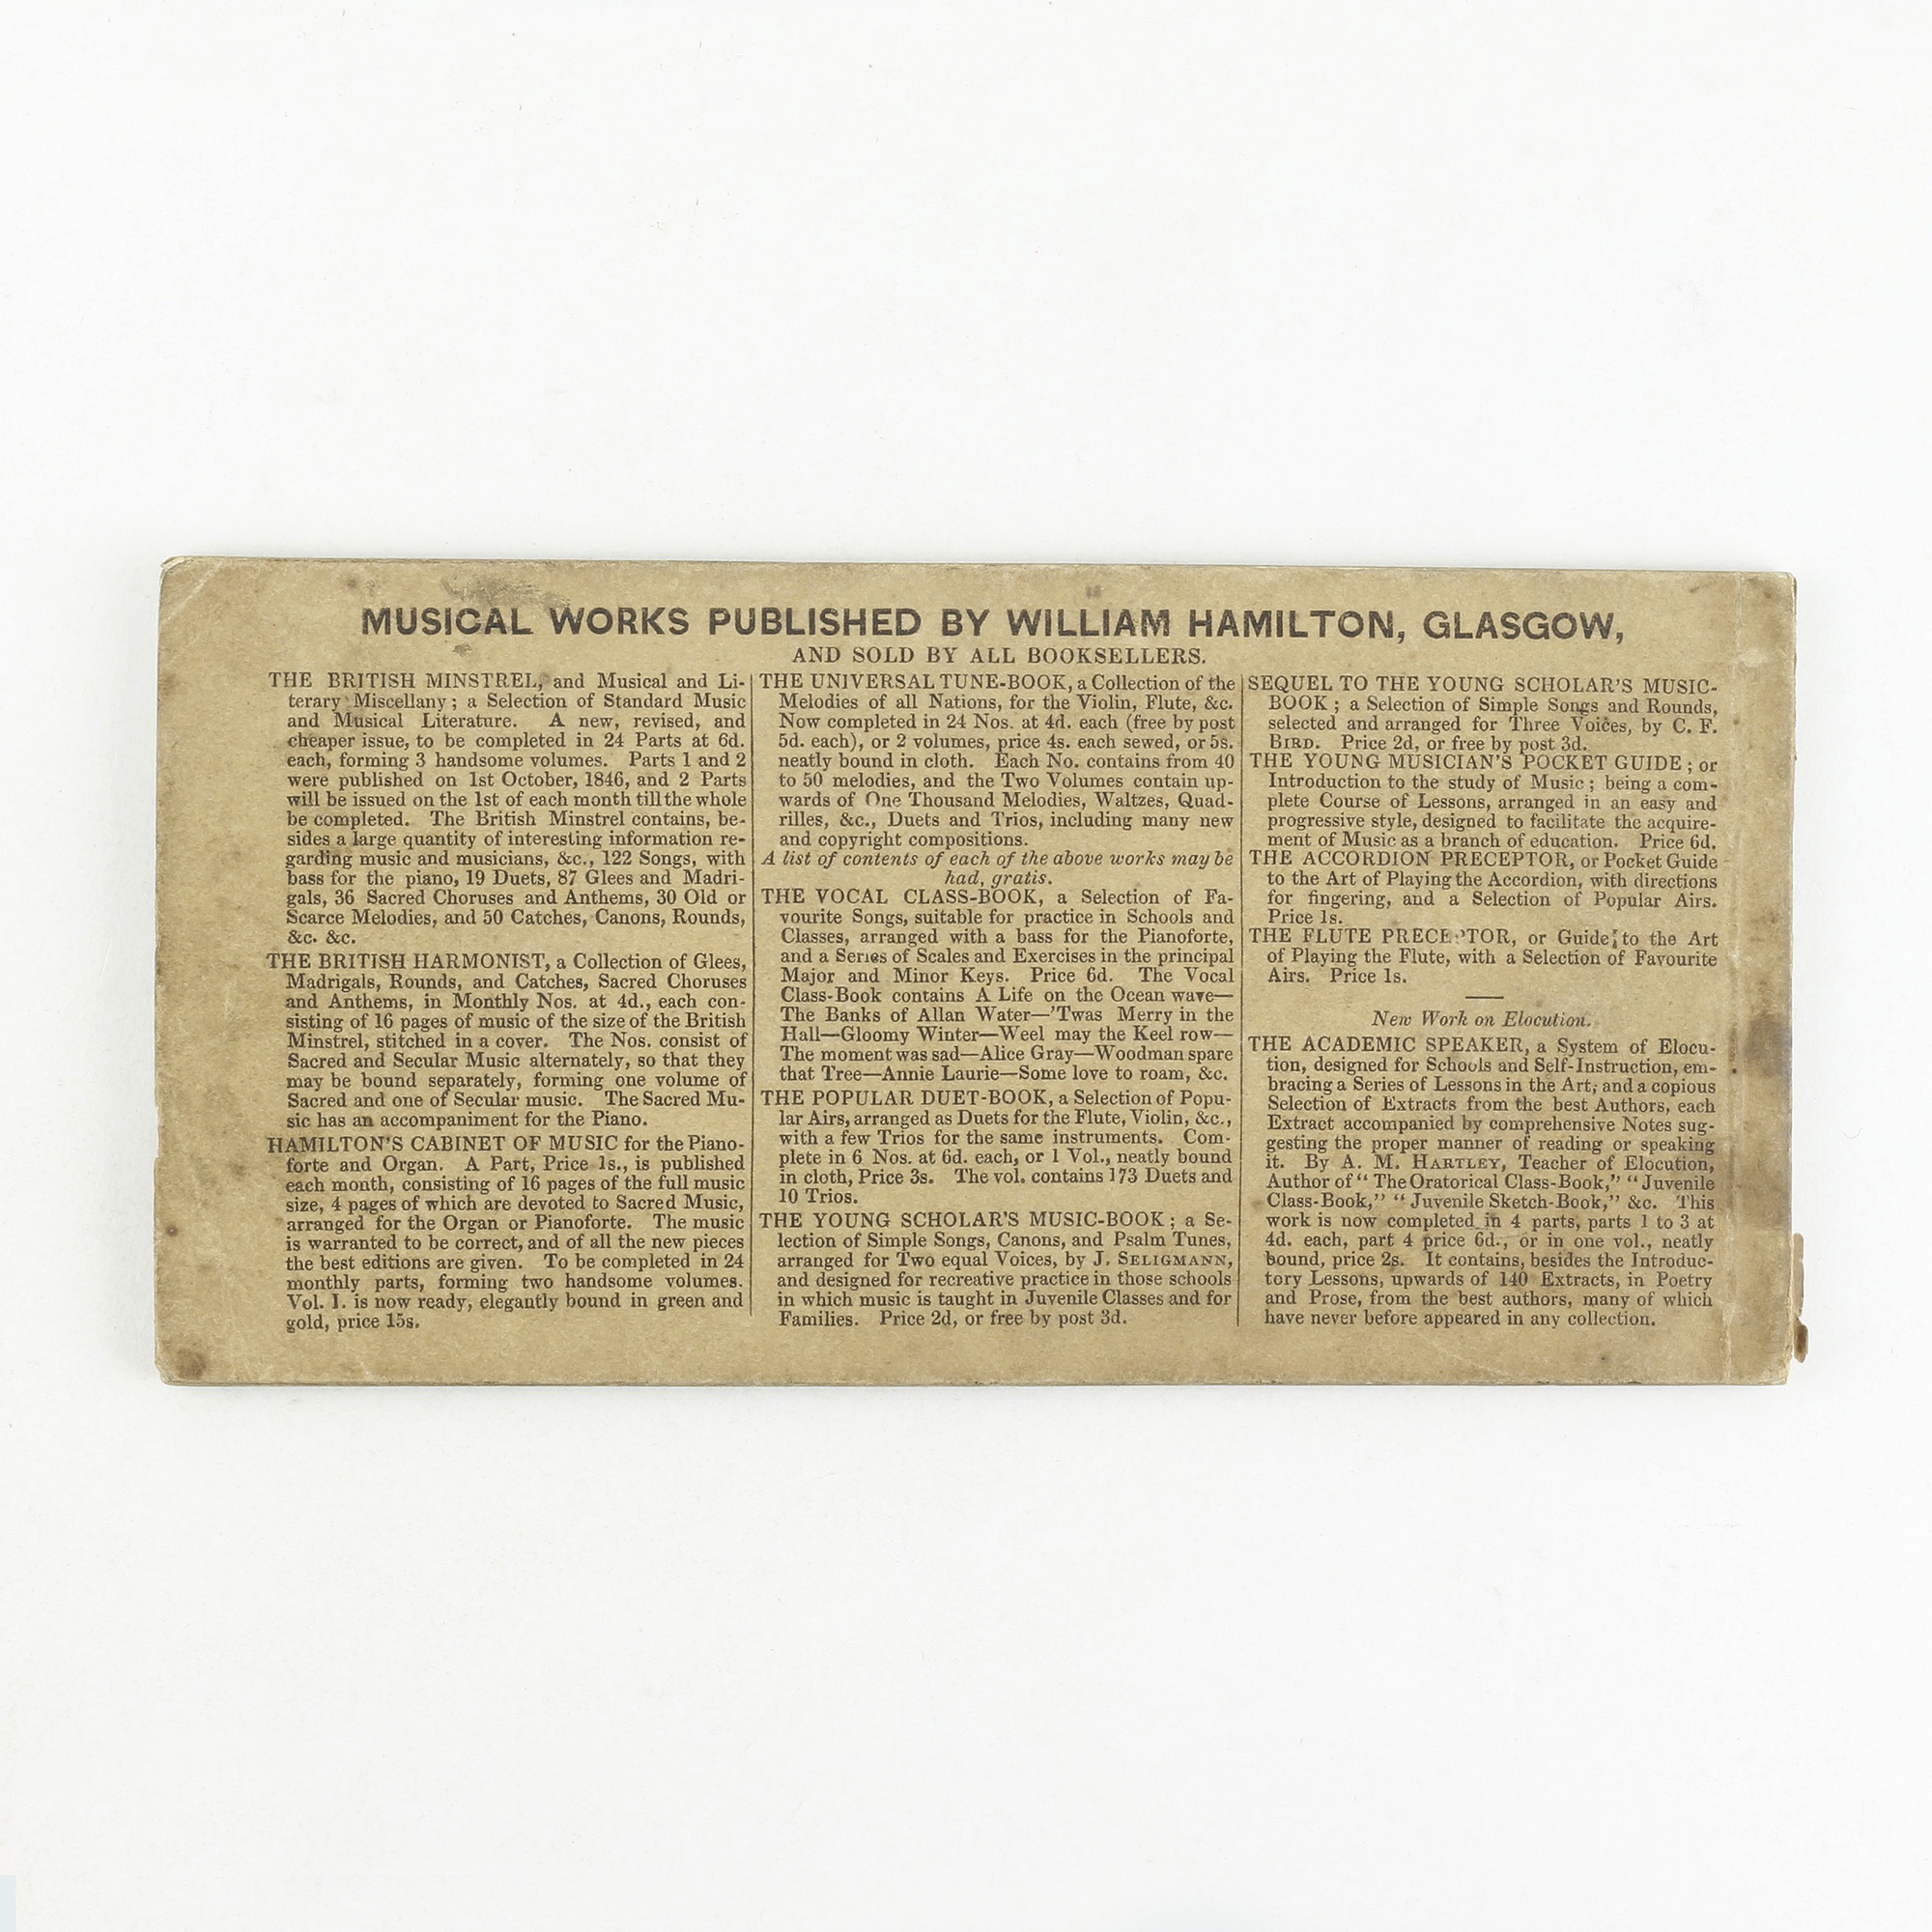 MUSICAL WORKS PUBLISHED BY WILLIAM HAMILTON, GLASGOW,
AND SOLD BY ALL BOOKSELLERS.
THE BRITISH MINSTREL, and Musical and Li-
terary Miscellany; a Selection of Standard Music
and Musical Literature. A new, revised, and
cheaper issue, to be completed in 24 Parts at 6d.
each, forming 3 handsome volumes. Parts 1 and 2
were published on 1st October, 1846, and 2 Parts
will be issued on the 1st of each month till the whole
be completed. The British Minstrel contains, be-
sides a large quantity of interesting information re-
garding music and musicians, &c., 122 Songs, with
bass for the piano, 19 Duets, 87 Glees and Madri-
gals, 36 Sacred Choruses and Anthems, 30 Old or
Scarce Melodies, and 50 Catches, Canons, Rounds,
&c. &c.
THE BRITISH HARMONIST, a Collection of Glees,
Madrigals, Rounds, and Catches, Sacred Choruses
and Anthems, in Monthly Nos. at 4d., each con-
sisting of 16 pages of music of the size of the British
Minstrel, stitched in a cover. The Nos. consist of
Sacred and Secular Music alternately, so that they
may be bound separately, forming one volume of
Sacred and one of Secular music. The Sacred Mu-
sic has an accompaniment for the Piano.
HAMILTON'S CABINET OF MUSIC for the Piano-
forte and Organ. A Part, Price 1s., is published
each month, consisting of 16 pages of the full music
size, 4 pages of which are devoted to Sacred Music,
arranged for the Organ or Pianoforte. The music
is warranted to be correct, and of all the new pieces
the best editions are given. To be completed in 24
monthly parts, forming two handsome volumes.
Vol. I. is now ready, elegantly bound in green and
gold, price 15s.
THE UNIVERSAL TUNE-BOOK, a Collection of the
Melodies of all Nations, for the Violin, Flute, &c.
Now completed in 24 Nos. at 4d. each (free by post
5d. each), or 2 volumes, price 4s. each sewed, or 5s.
neatly bound in cloth. Each No. contains from 40
to 50 melodies, and the Two Volumes contain up-
wards of One Thousand Melodies, Waltzes, Quad-
rilles, &c., Duets and Trios, including many new
and copyright compositions.
A list of contents of each of the above works may be
had, gratis.
THE VOCAL CLASS-BOOK, a Selection of Fa-
vourite Songs, suitable for practice in Schools and
Classes, arranged with a bass for the Pianoforte,
and a Series of Scales and Exercises in the principal
Major and Minor Keys. Price 6d. The Vocal
Class-Book contains A Life on the Ocean wave—
The Banks of Allan Water—'Twas Merry in the
Hall—Gloomy Winter—Weel may the Keel row—
The moment was sad—Alice Gray—Woodman spare
that Tree—Annie Laurie—Some love to roam, &c.
THE POPULAR DUET-BOOK, a Selection of Popu-
lar Airs, arranged as Duets for the Flute, Violin, &c.,
with a few Trios for the same instruments. Com-
plete in 6 Nos. at 6d. each, or 1 Vol., neatly bound
in cloth, Price 3s. The vol. contains 173 Duets and
10 Trios.
THE YOUNG SCHOLAR'S MUSIC-BOOK; a Se-
lection of Simple Songs, Canons, and Psalm Tunes,
arranged for Two equal Voices, by J. SELIGMANN,
and designed for recreative practice in those schools
in which music is taught in Juvenile Classes and for
Families. Price 2d, or free by post 3d.
SEQUEL TO THE YOUNG SCHOLAR'S MUSIC-
BOOK; a Selection of Simple Songs and Rounds,
selected and arranged for Three Voices, by C. F.
BIRD. Price 2d, or free by post 3d.
THE YOUNG MUSICIAN'S POCKET GUIDE; or
Introduction to the study of Music; being a com-
plete Course of Lessons, arranged in an easy and
progressive style, designed to facilitate the acquire-
ment of Music as a branch of education. Price 6d.
THE ACCORDION PRECEPTOR, or Pocket Guide
to the Art of Playing the Accordion, with directions
for fingering, and a Selection of Popular Airs.
Price 1s.
THE FLUTE PRECEPTOR, or Guide to the Art
of Playing the Flute, with a Selection of Favourite
Airs. Price 1s.
New Work on Elocution.
THE ACADEMIC SPEAKER, a System of Elocu-
tion, designed for Schools and Self-Instruction, em-
bracing a Series of Lessons in the Art, and a copious
Selection of Extracts from the best Authors, each
Extract accompanied by comprehensive Notes sug-
gesting the proper manner of reading or speaking
it. By A. M. HARTLEY, Teacher of Elocution,
Author of "The Oratorical Class-Book," "Juvenile
Class-Book," "Juvenile Sketch-Book," &c. This
work is now completed in 4 parts, parts 1 to 3 at
4d. each, part 4 price 6d., or in one vol., neatly
bound, price 2s. It contains, besides the Introduc-
tory Lessons, upwards of 140 Extracts, in Poetry
and Prose, from the best authors, many of which
have never before appeared in any collection.